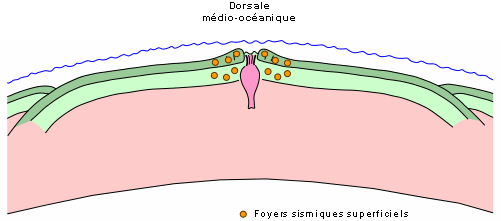 Dorsale
médio-océanique
Foyers sismiques superficiels